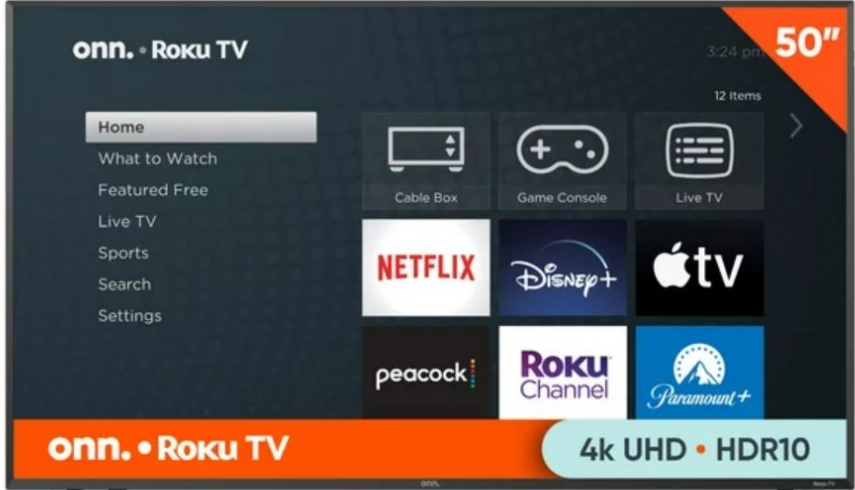 onn. • Roku TV
3:24 pm
50"
12 Items
Home
What to Watch
Featured Free
Live TV
Sports
Search
Settings
Cable Box
Game Console
Live TV
NETFLIX
Disney+
tv
peacock
Roku
Channel
Paramount+
onn. • Roku TV
4k UHD • HDR10
onn.
Roku TV